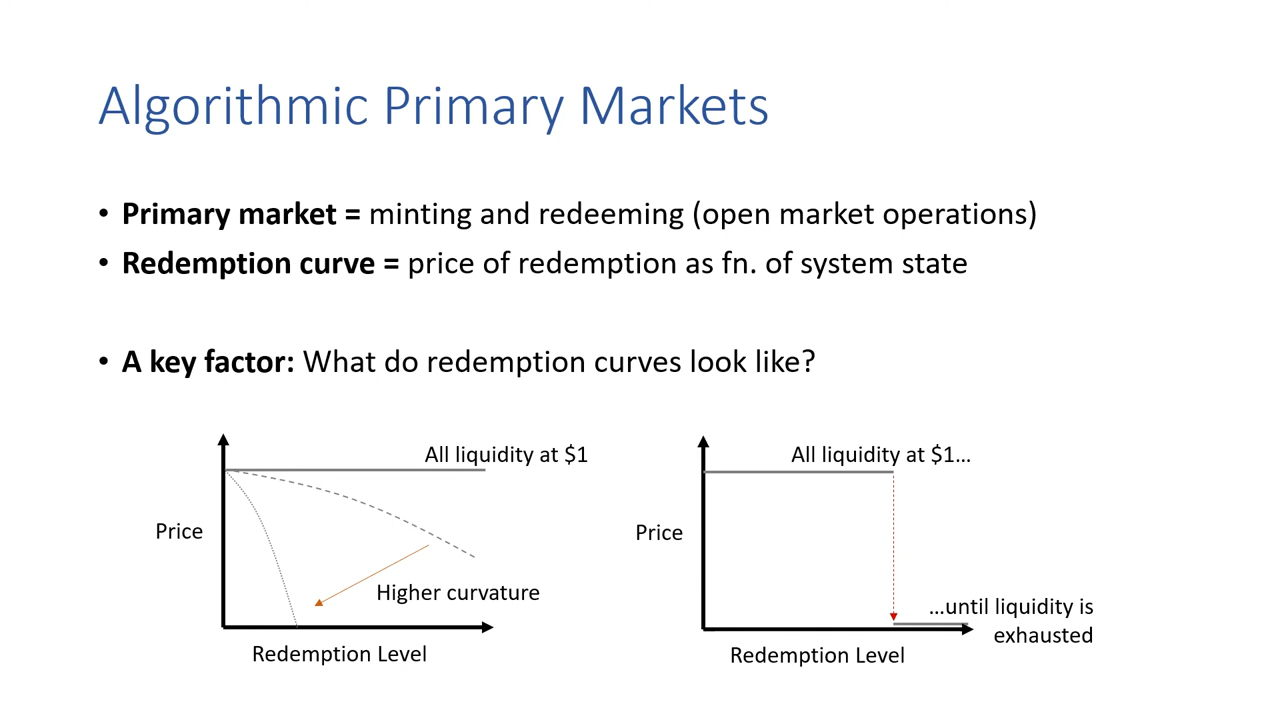 Algorithmic Primary Markets
• Primary market = minting and redeeming (open market operations)
• Redemption curve = price of redemption as fn. of system state
• A key factor: What do redemption curves look like?
All liquidity at $1
Price
Higher curvature
Redemption Level
All liquidity at $1…
Price
…until liquidity is
exhausted
Redemption Level